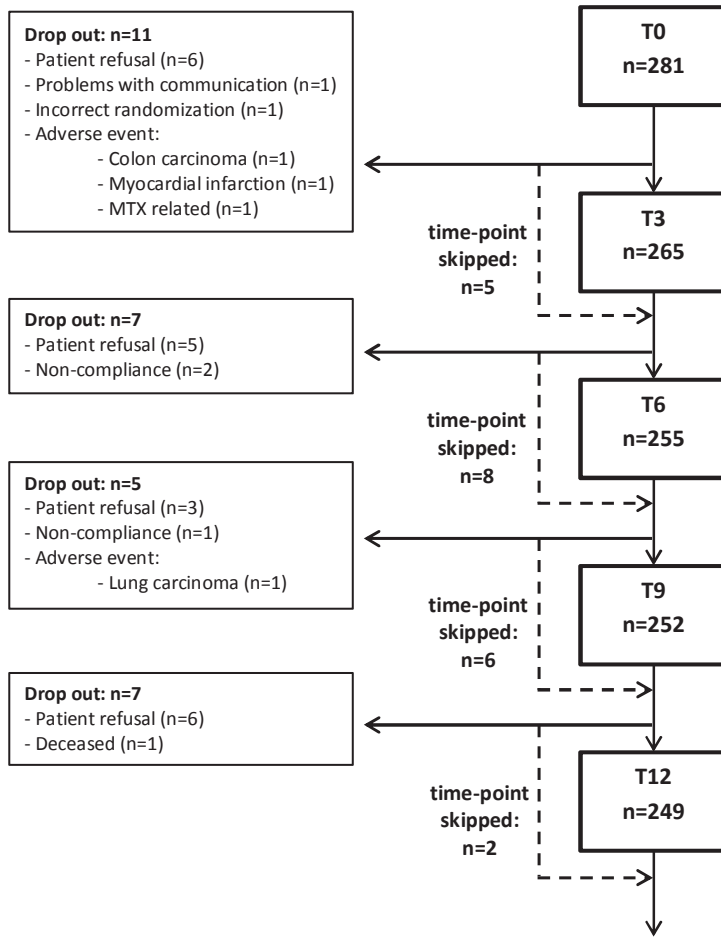 Drop out: n=11
- Patient refusal (n=6)
- Problems with communication (n=1)
- Incorrect randomization (n=1)
- Adverse event:
- Colon carcinoma (n=1)
- Myocardial infarction (n=1)
- MTX related (n=1)
T0
n=281
time-point
skipped:
n=5
T3
n=265
Drop out: n=7
- Patient refusal (n=5)
- Non-compliance (n=2)
time-point
skipped:
n=8
T6
n=255
Drop out: n=5
- Patient refusal (n=3)
- Non-compliance (n=1)
- Adverse event:
- Lung carcinoma (n=1)
time-point
skipped:
n=6
T9
n=252
Drop out: n=7
- Patient refusal (n=6)
- Deceased (n=1)
time-point
skipped:
n=2
T12
n=249